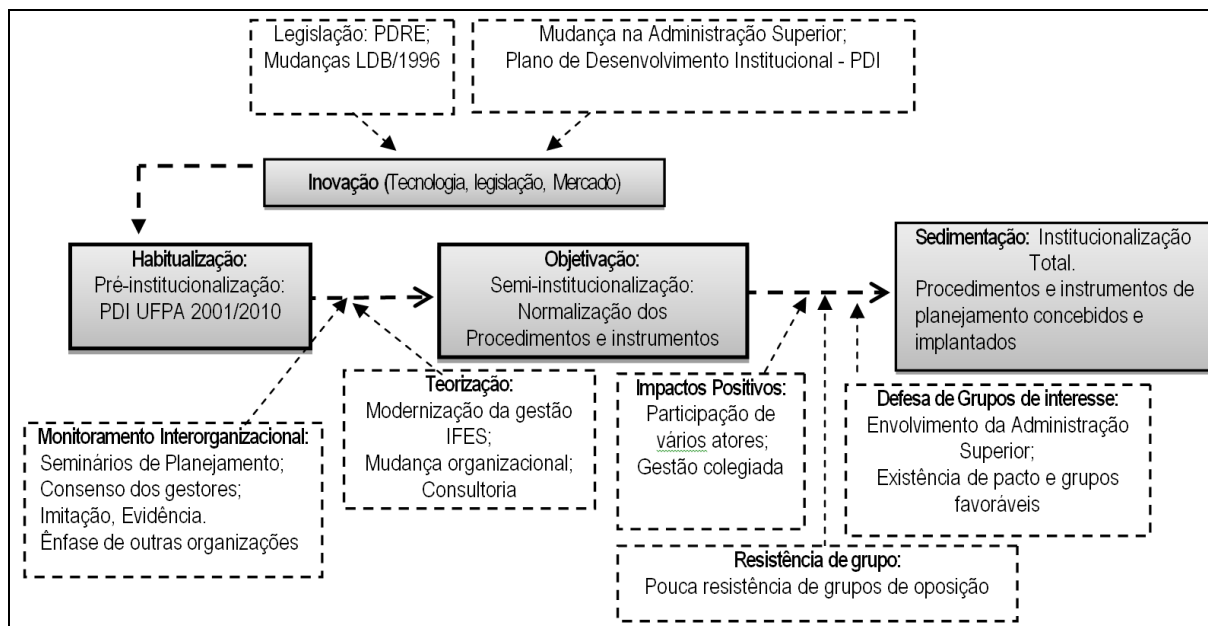 Legislação: PDRE;
Mudanças LDB/1996
Mudança na Administração Superior;
Plano de Desenvolvimento Institucional - PDI
Inovação (Tecnologia, legislação, Mercado)
Habitualização:
Pré-institucionalização:
PDI UFPA 2001/2010
Objetivação:
Semi-institucionalização:
Normalização dos
Procedimentos e instrumentos
Sedimentação: Institucionalização
Total.
Procedimentos e instrumentos de
planejamento concebidos e
implantados
Monitoramento Interorganizacional:
Seminários de Planejamento;
Consenso dos gestores;
Imitação, Evidência.
Ênfase de outras organizações
Teorização:
Modernização da gestão
IFES;
Mudança organizacional;
Consultoria
Impactos Positivos:
Participação de
vários atores;
Gestão colegiada
Defesa de Grupos de interesse:
Envolvimento da Administração
Superior;
Existência de pacto e grupos
favoráveis
Resistência de grupo:
Pouca resistência de grupos de oposição